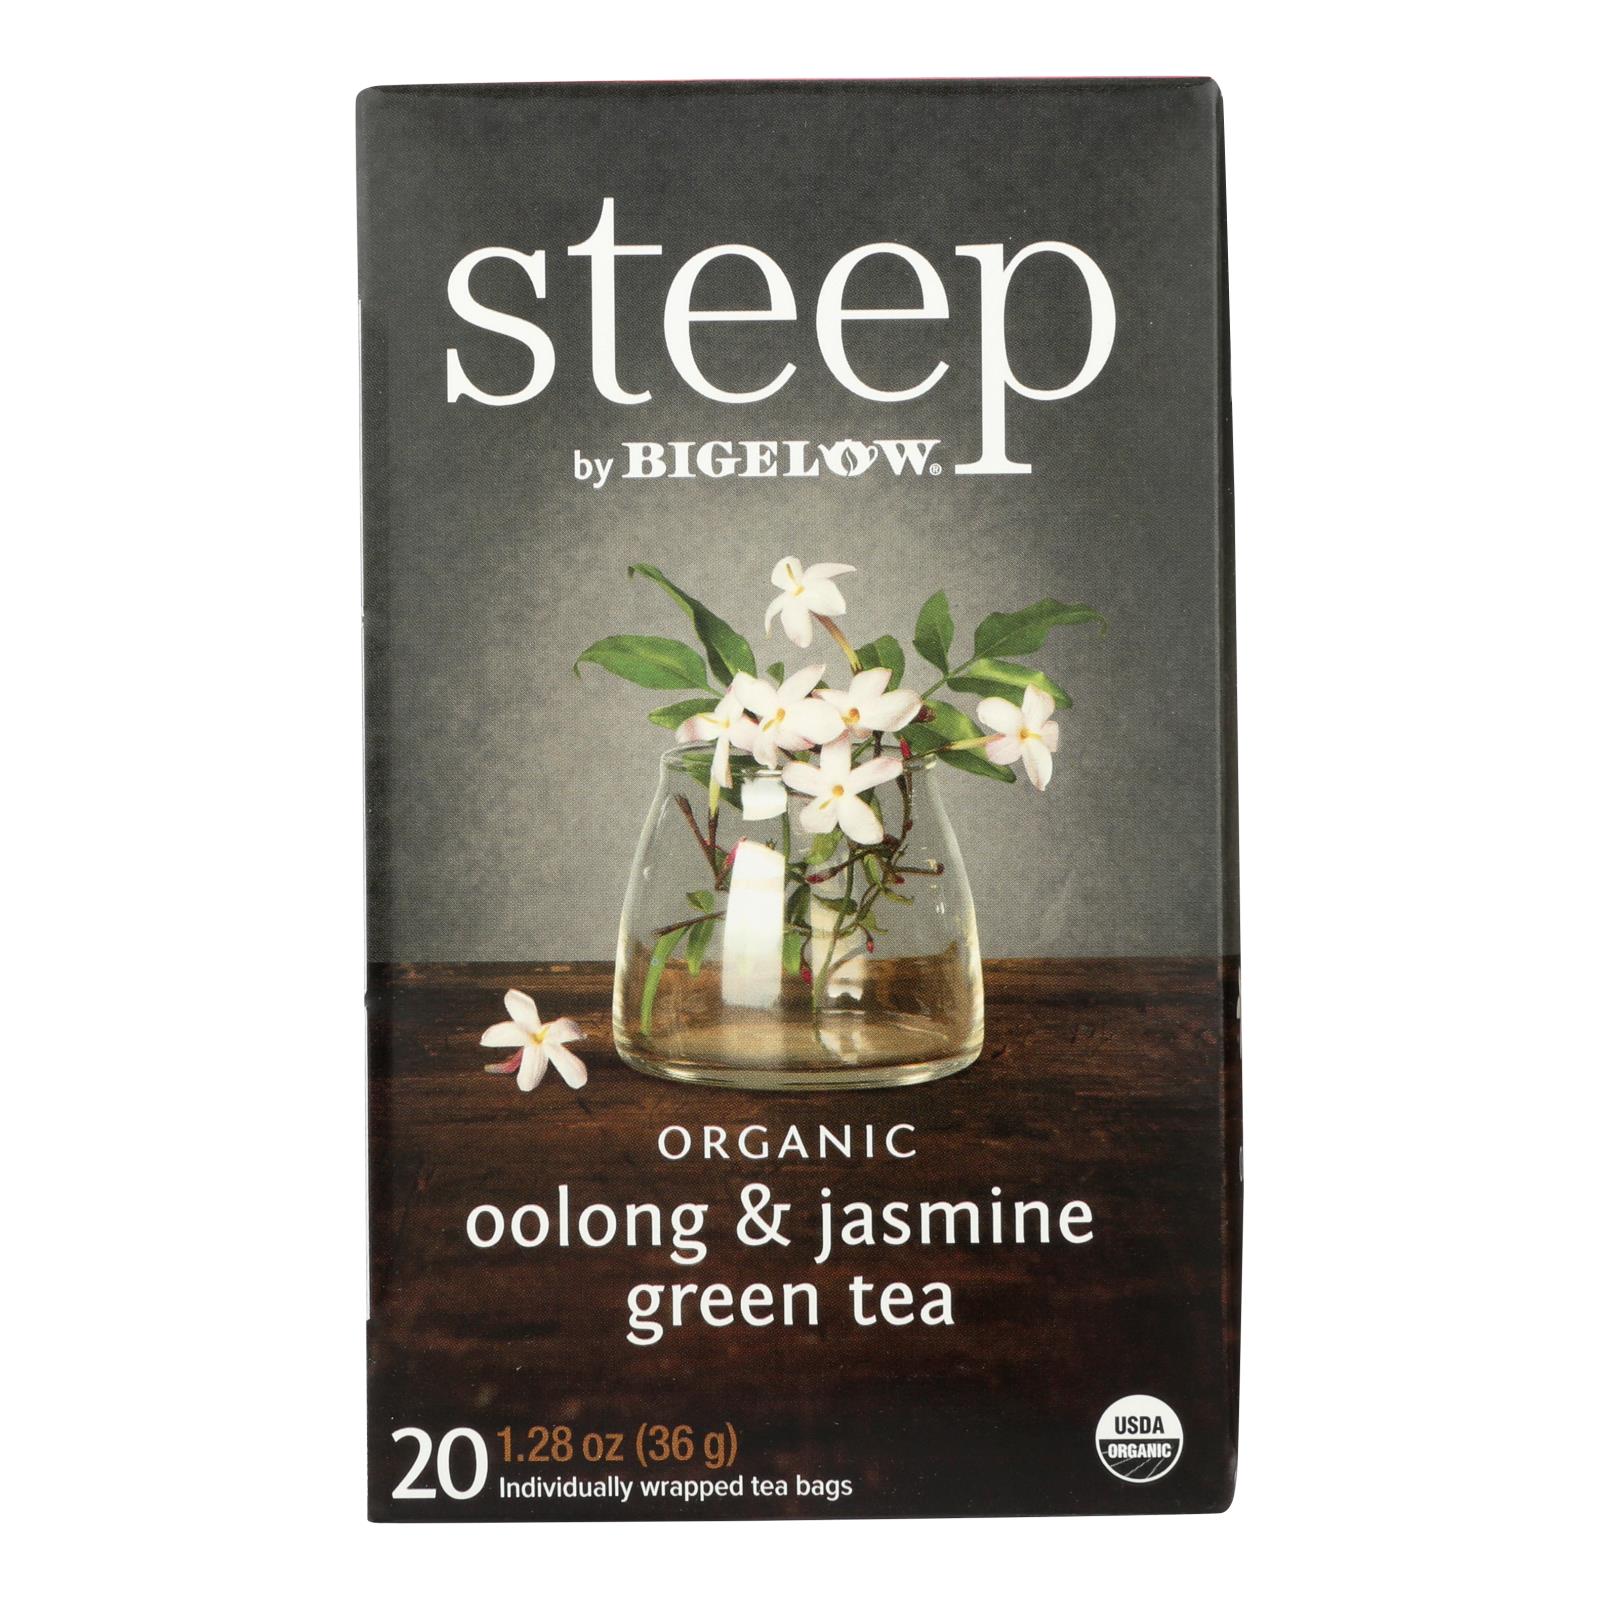 steep
by BIGELOW®
ORGANIC
oolong & jasmine
green tea
20 1.28 oz (36 g)
Individually wrapped tea bags
USDA
ORGANIC